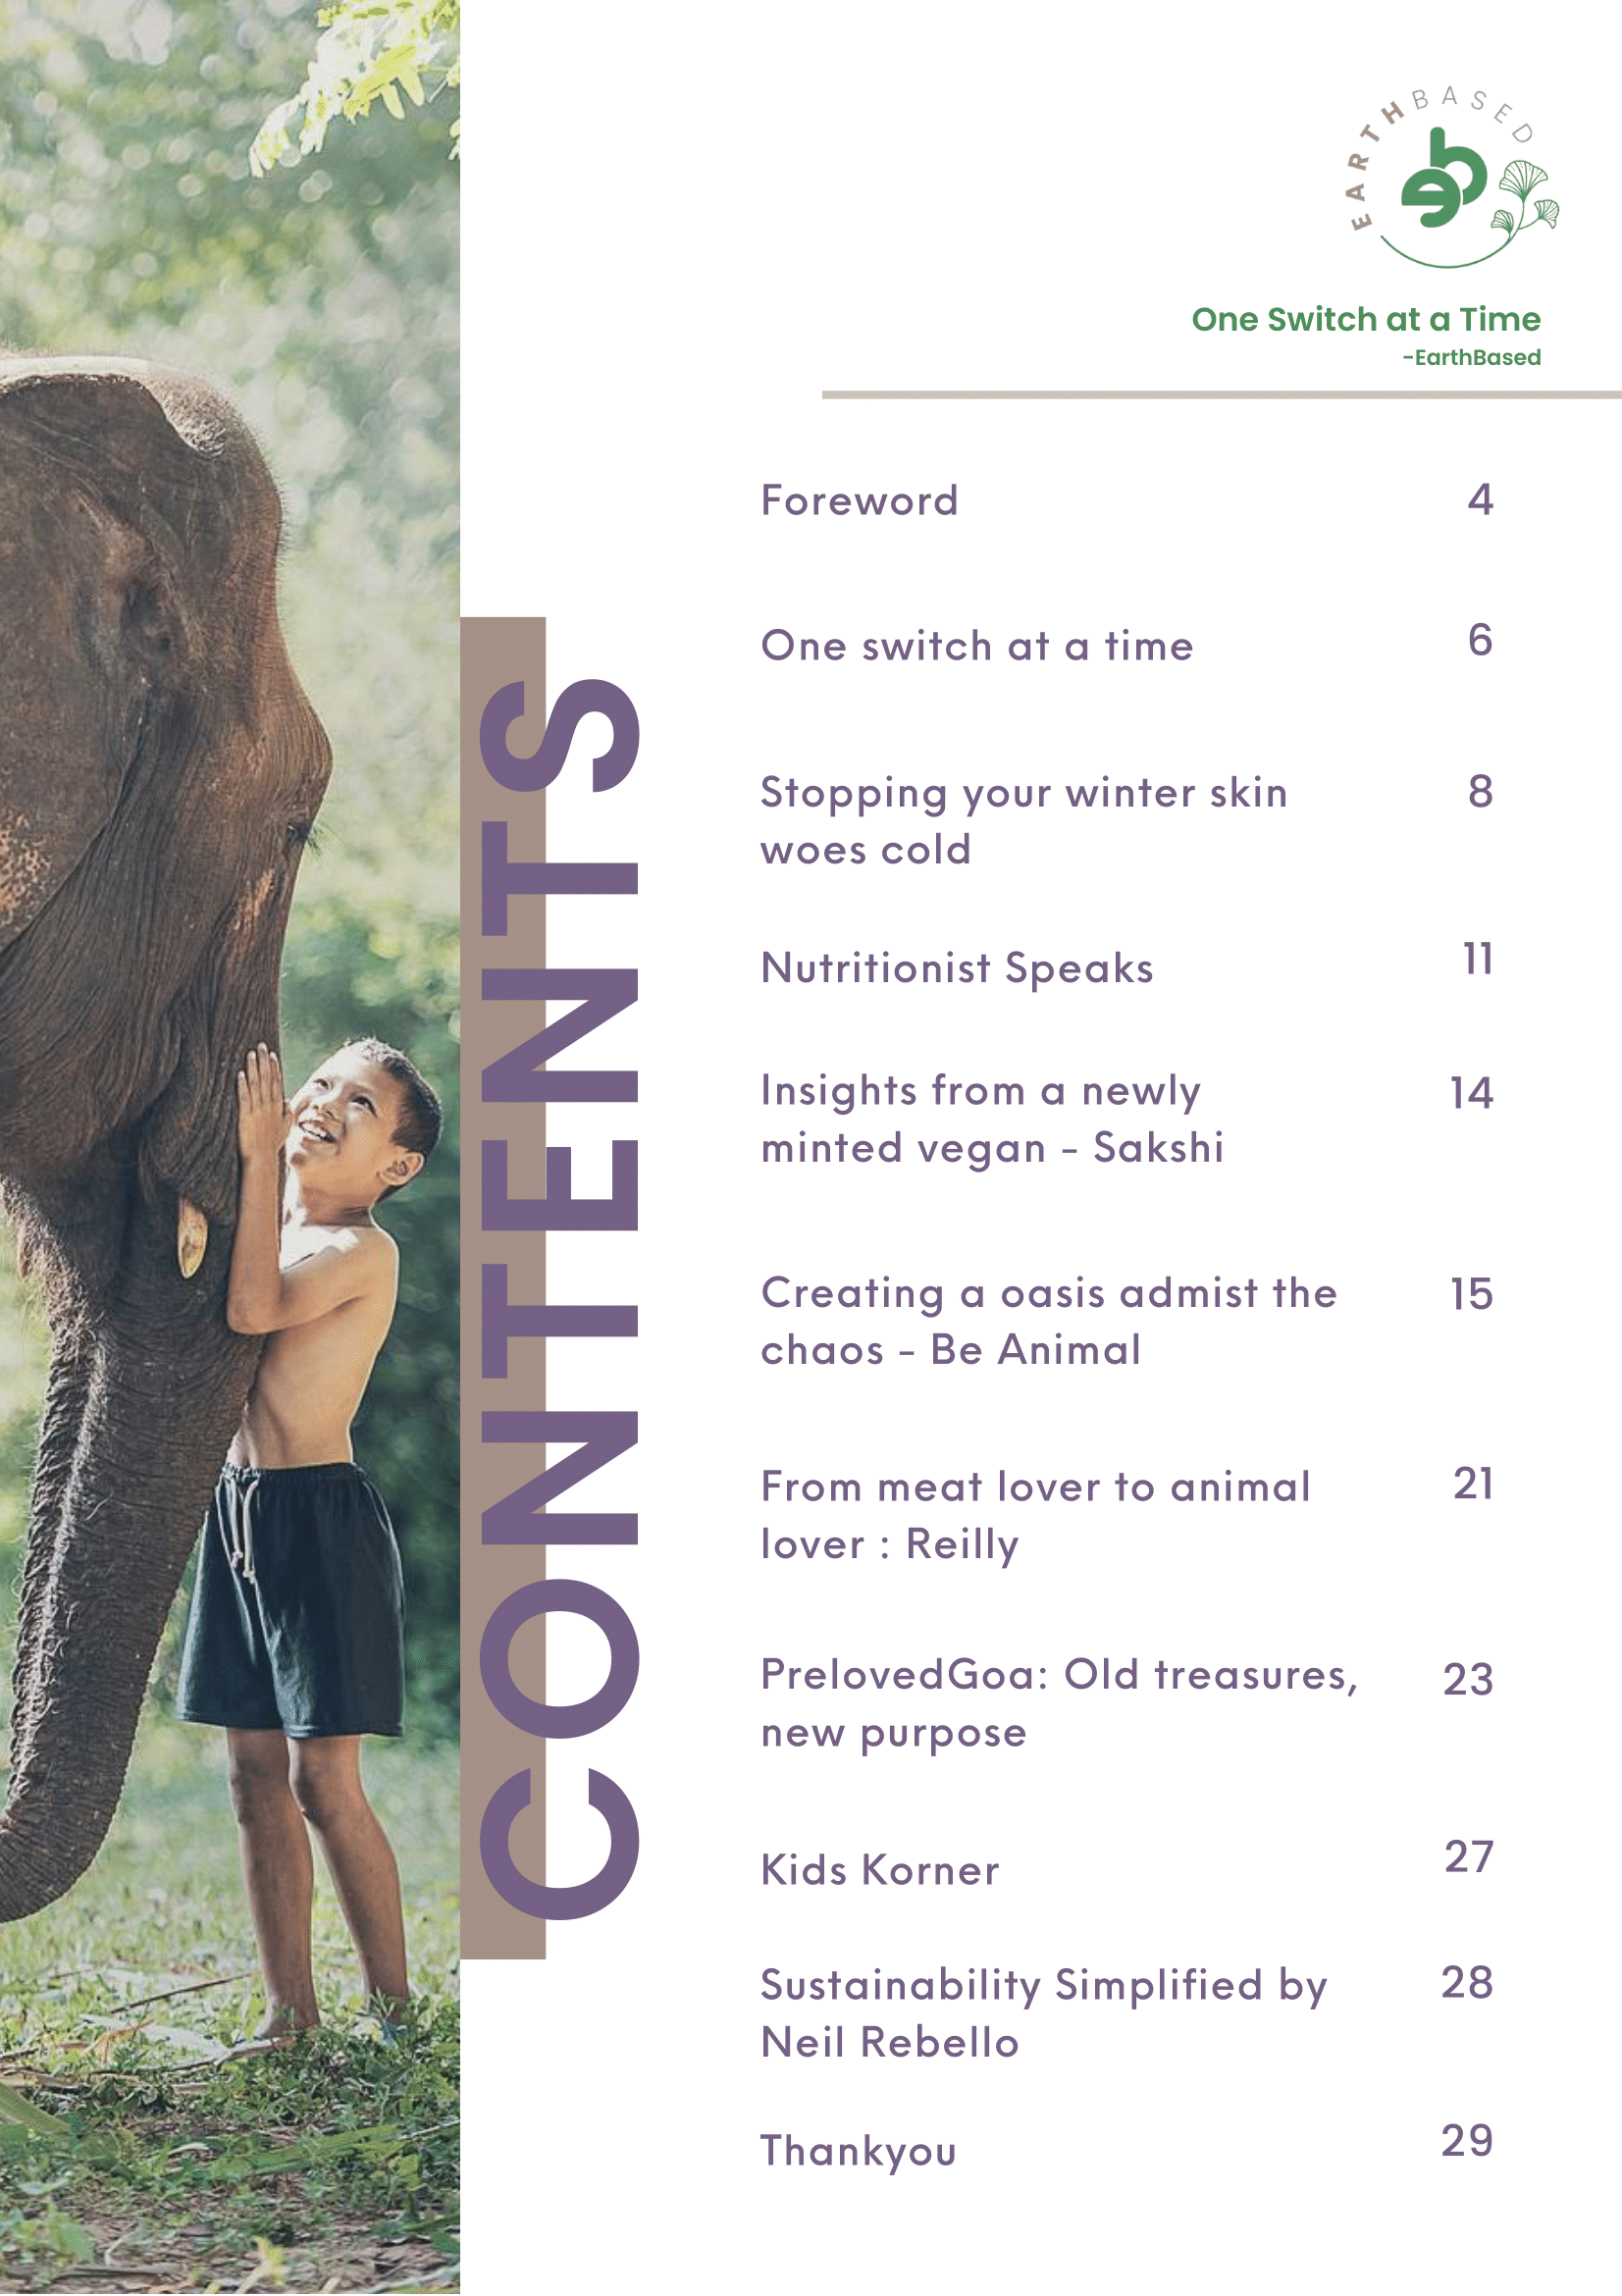 EARTHBASED
eb
One Switch at a Time
-EarthBased
CONTENTS
Foreword 4
One switch at a time 6
Stopping your winter skin 8
woes cold
Nutritionist Speaks 11
Insights from a newly 14
minted vegan - Sakshi
Creating a oasis admist the 15
chaos - Be Animal
From meat lover to animal 21
lover : Reilly
PrelovedGoa: Old treasures, 23
new purpose
Kids Korner 27
Sustainability Simplified by 28
Neil Rebello
Thankyou 29